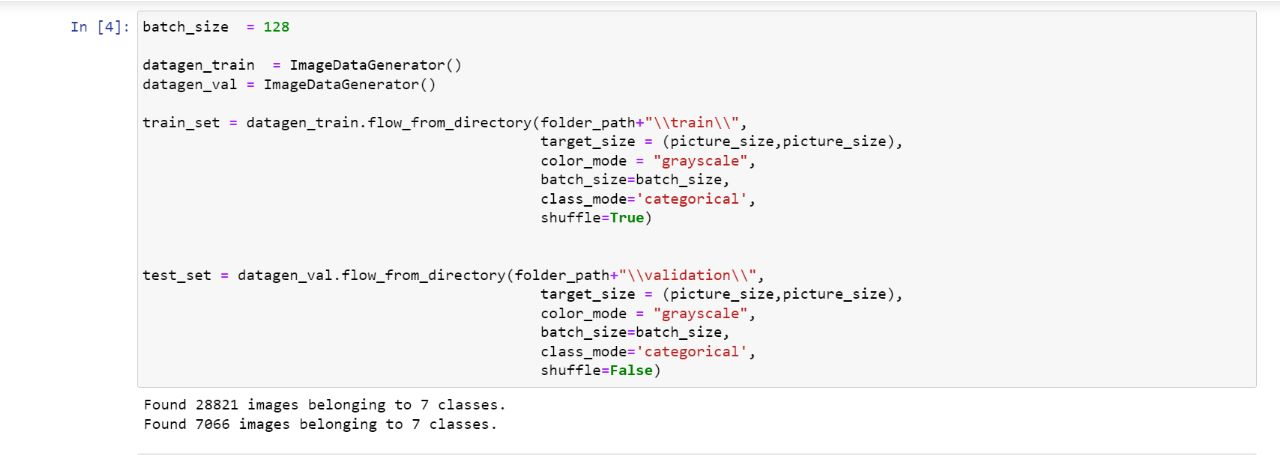 In [4]: batch_size  = 128
datagen_train  = ImageDataGenerator()
datagen_val = ImageDataGenerator()
train_set = datagen_train.flow_from_directory(folder_path+"\\train\\",
target_size = (picture_size,picture_size),
color_mode = "grayscale",
batch_size=batch_size,
class_mode='categorical',
shuffle=True)
test_set = datagen_val.flow_from_directory(folder_path+"\\validation\\",
target_size = (picture_size,picture_size),
color_mode = "grayscale",
batch_size=batch_size,
class_mode='categorical',
shuffle=False)
Found 28821 images belonging to 7 classes.
Found 7066 images belonging to 7 classes.